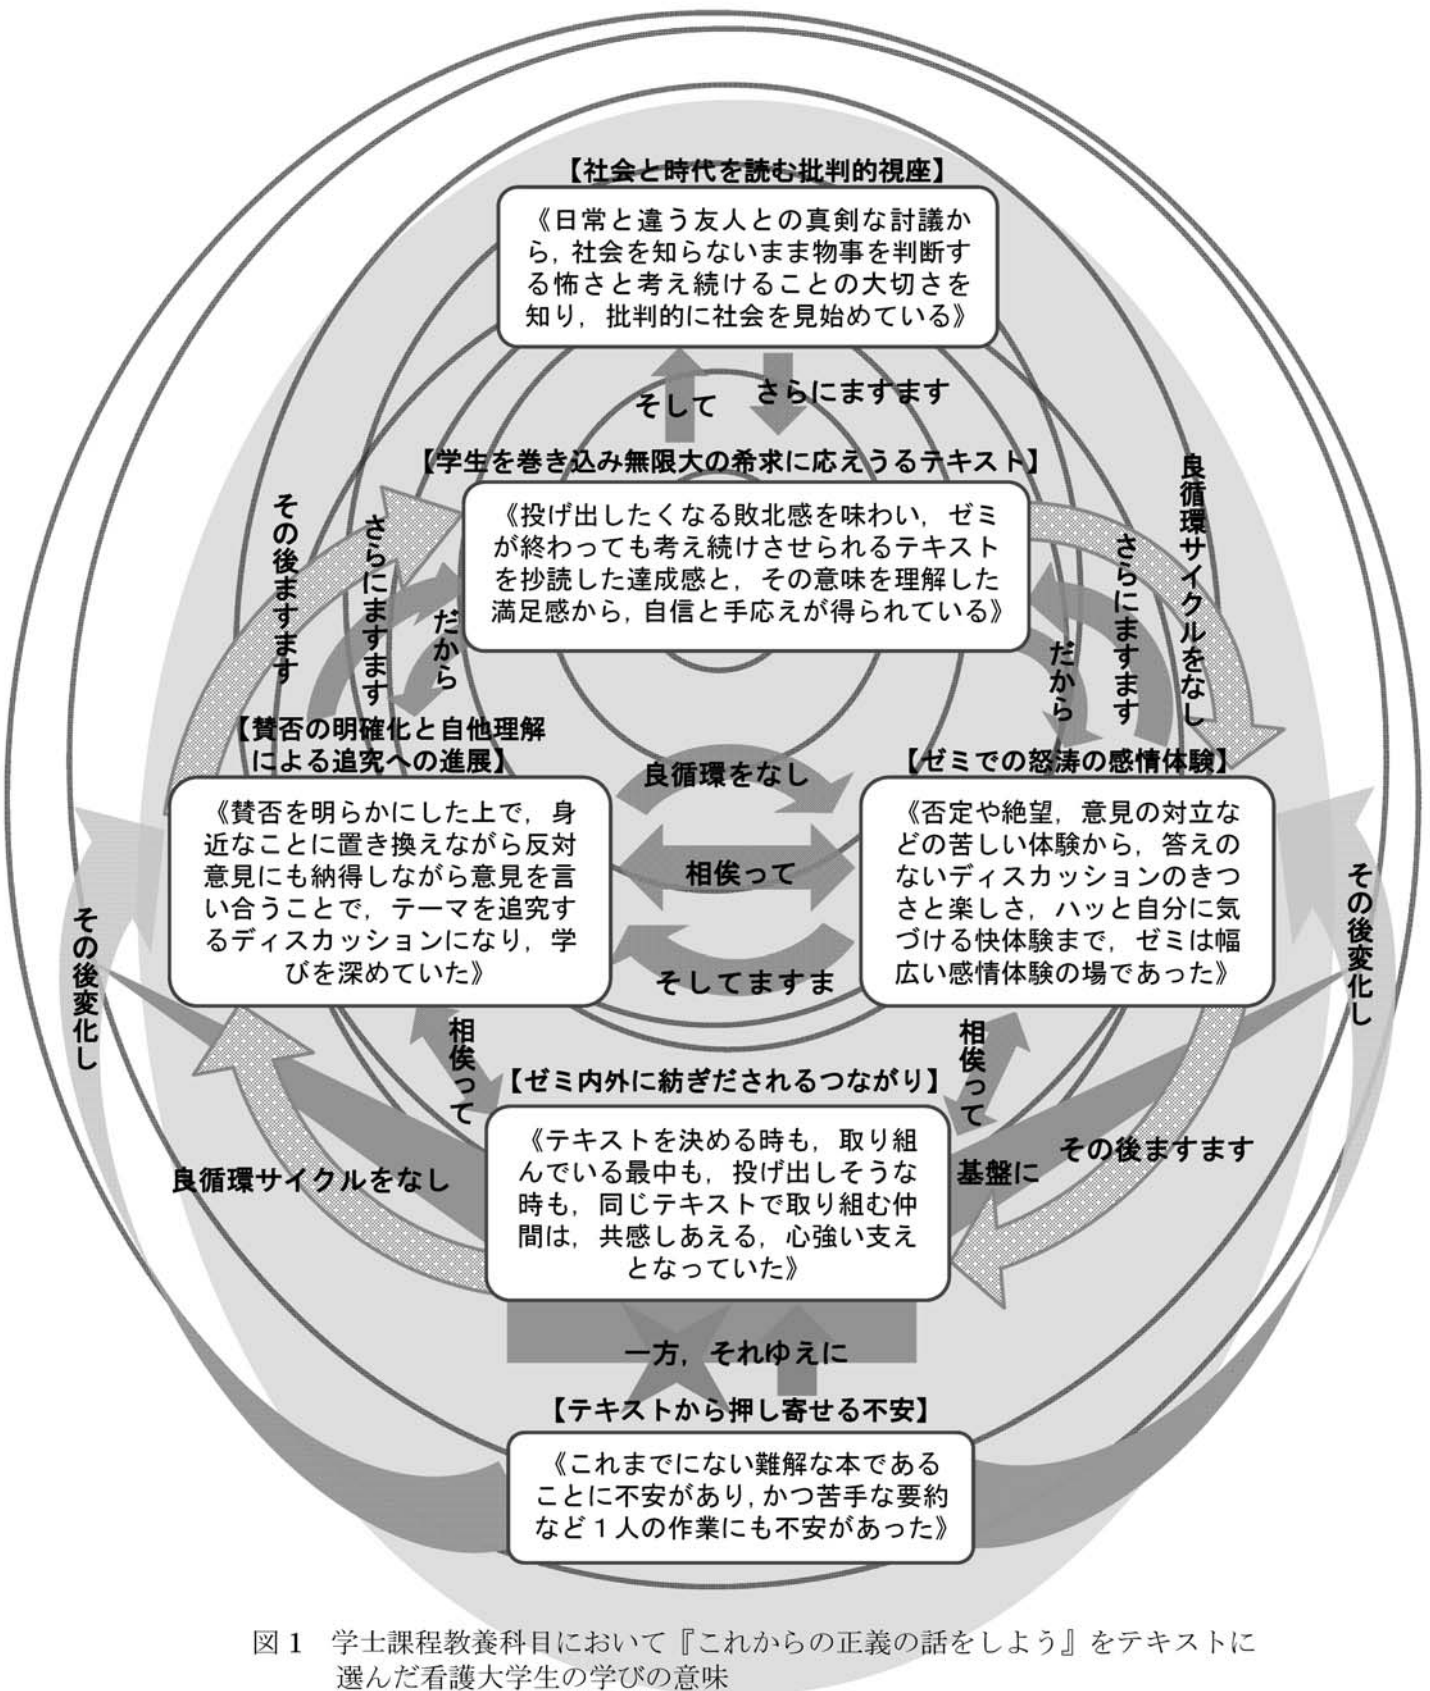 【社会と時代を読む批判的視座】
《日常と違う友人との真剣な討議か
ら，社会を知らないまま物事を判断す
る怖さと考え続けることの大切さを
知り，批判的に社会を見始めている》
そして
さらにますます
【学生を巻き込み無限大の希求に応えうるテキスト】
《投げ出したくなる敗北感を味わい，ゼミ
が終わっても考え続けさせられるテキスト
を抄読した達成感と，その意味を理解した
満足感から，自信と手応えが得られている》
その後ますます
さらにますます
だから
だから
さらにますます
良循環サイクルをなし
【賛否の明確化と自他理解
による追究への進展】
《賛否を明らかにした上で，身
近なことに置き換えながら反対
意見にも納得しながら意見を言
い合うことで，テーマを追究す
るディスカッションになり，学
びを深めていた》
良循環をなし
相俟って
そしてますま
【ゼミでの怒涛の感情体験】
《否定や絶望，意見の対立な
どの苦しい体験から，答えの
ないディスカッションのきつ
さと楽しさ，ハッと自分に気
づける快体験まで，ゼミは幅
広い感情体験の場であった》
その後変化し
その後変化し
相俟って
相俟って
【ゼミ内外に紡ぎだされるつながり】
《テキストを決める時も，取り組
んでいる最中も，投げ出しそうな
時も，同じテキストで取り組む仲
間は，共感しあえる，心強い支え
となっていた》
良循環サイクルをなし
基盤に
その後ますます
一方，それゆえに
【テキストから押し寄せる不安】
《これまでにない難解な本である
ことに不安があり，かつ苦手な要約
など１人の作業にも不安があった》
図1　学士課程教養科目において『これからの正義の話をしよう』をテキストに
選んだ看護大学生の学びの意味